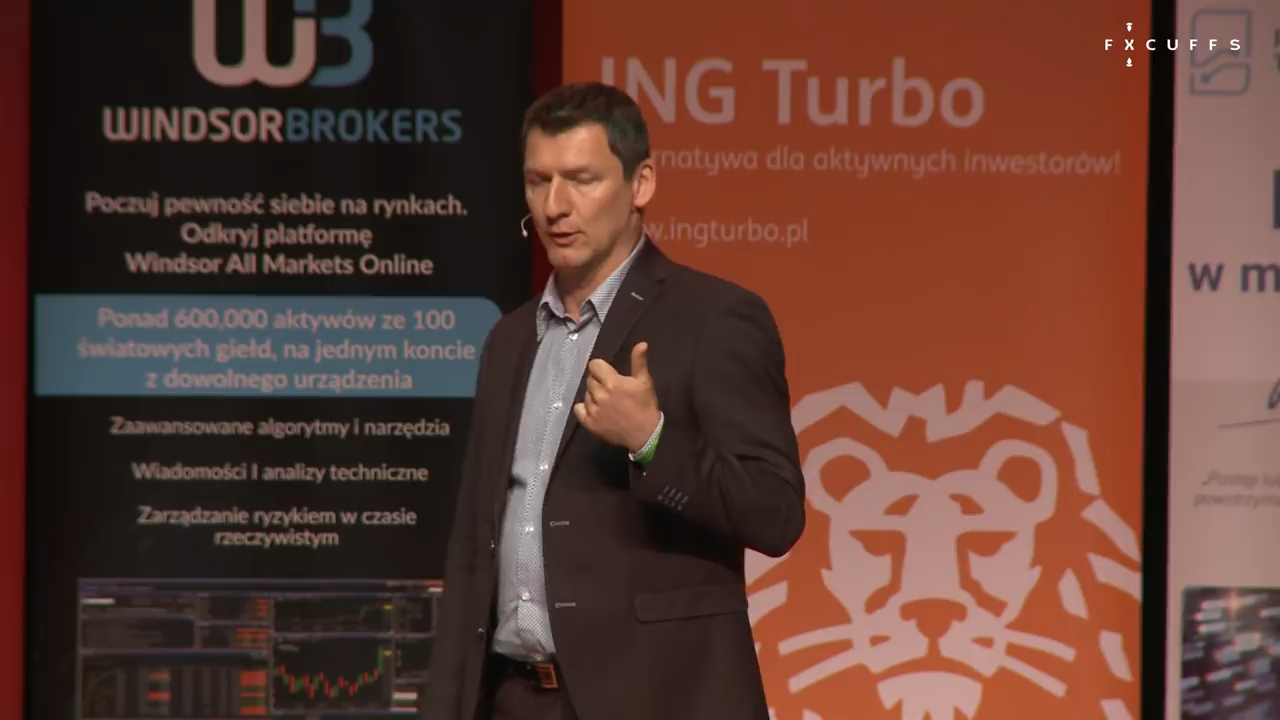 FXCUFFS
WINDSORBROKERS
Poczuj pewność siebie na rynkach.
Odkryj platformę
Windsor All Markets Online
Ponad 600,000 aktywów ze 100
światowych giełd, na jednym koncie
z dowolnego urządzenia
Zaawansowane algorytmy i narzędzia
Wiadomości I analizy techniczne
Zarządzanie ryzykiem w czasie
rzeczywistym
ING Turbo
rnatywa dla aktywnych inwestorów!
w.ingturbo.pl
w m